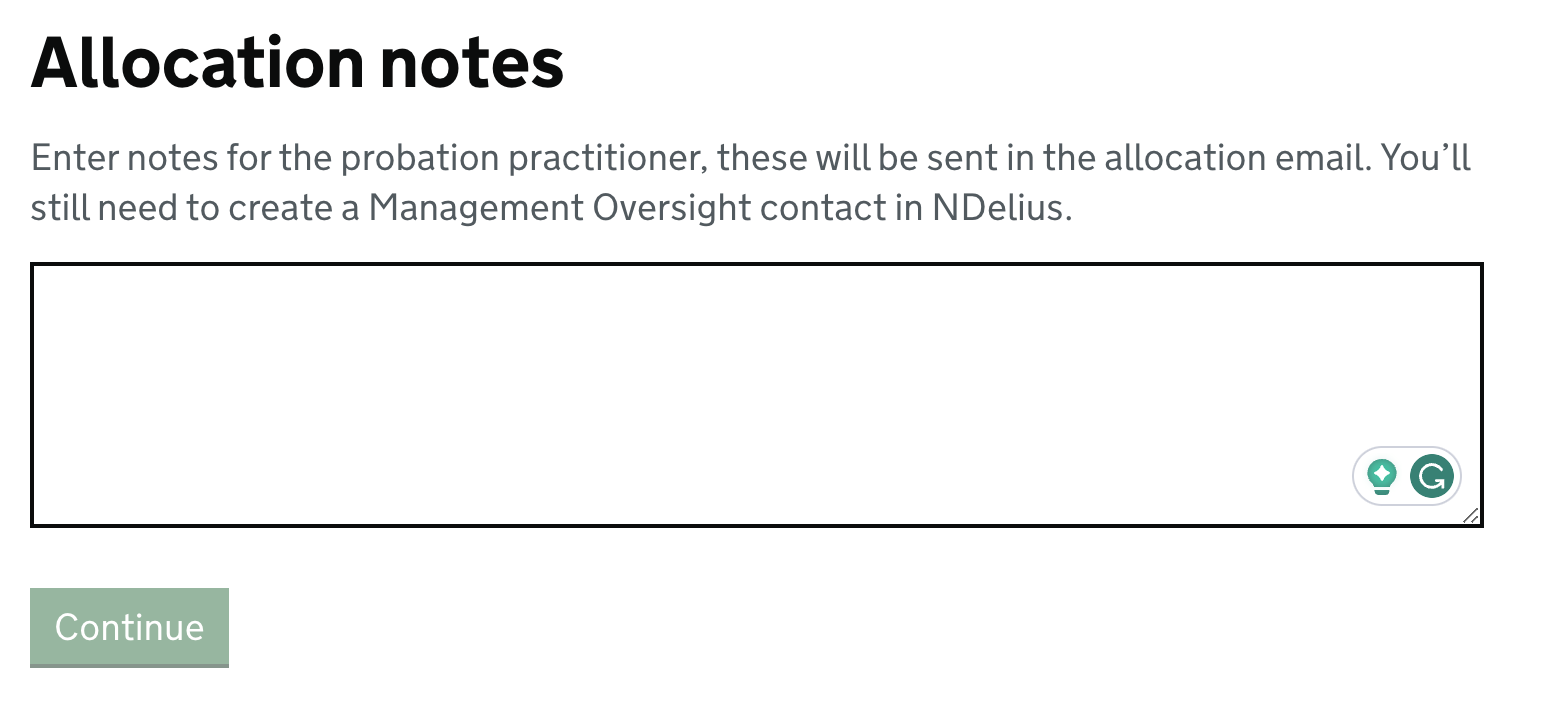 Allocation notes
Enter notes for the probation practitioner, these will be sent in the allocation email. You’ll
still need to create a Management Oversight contact in NDelius.
Continue